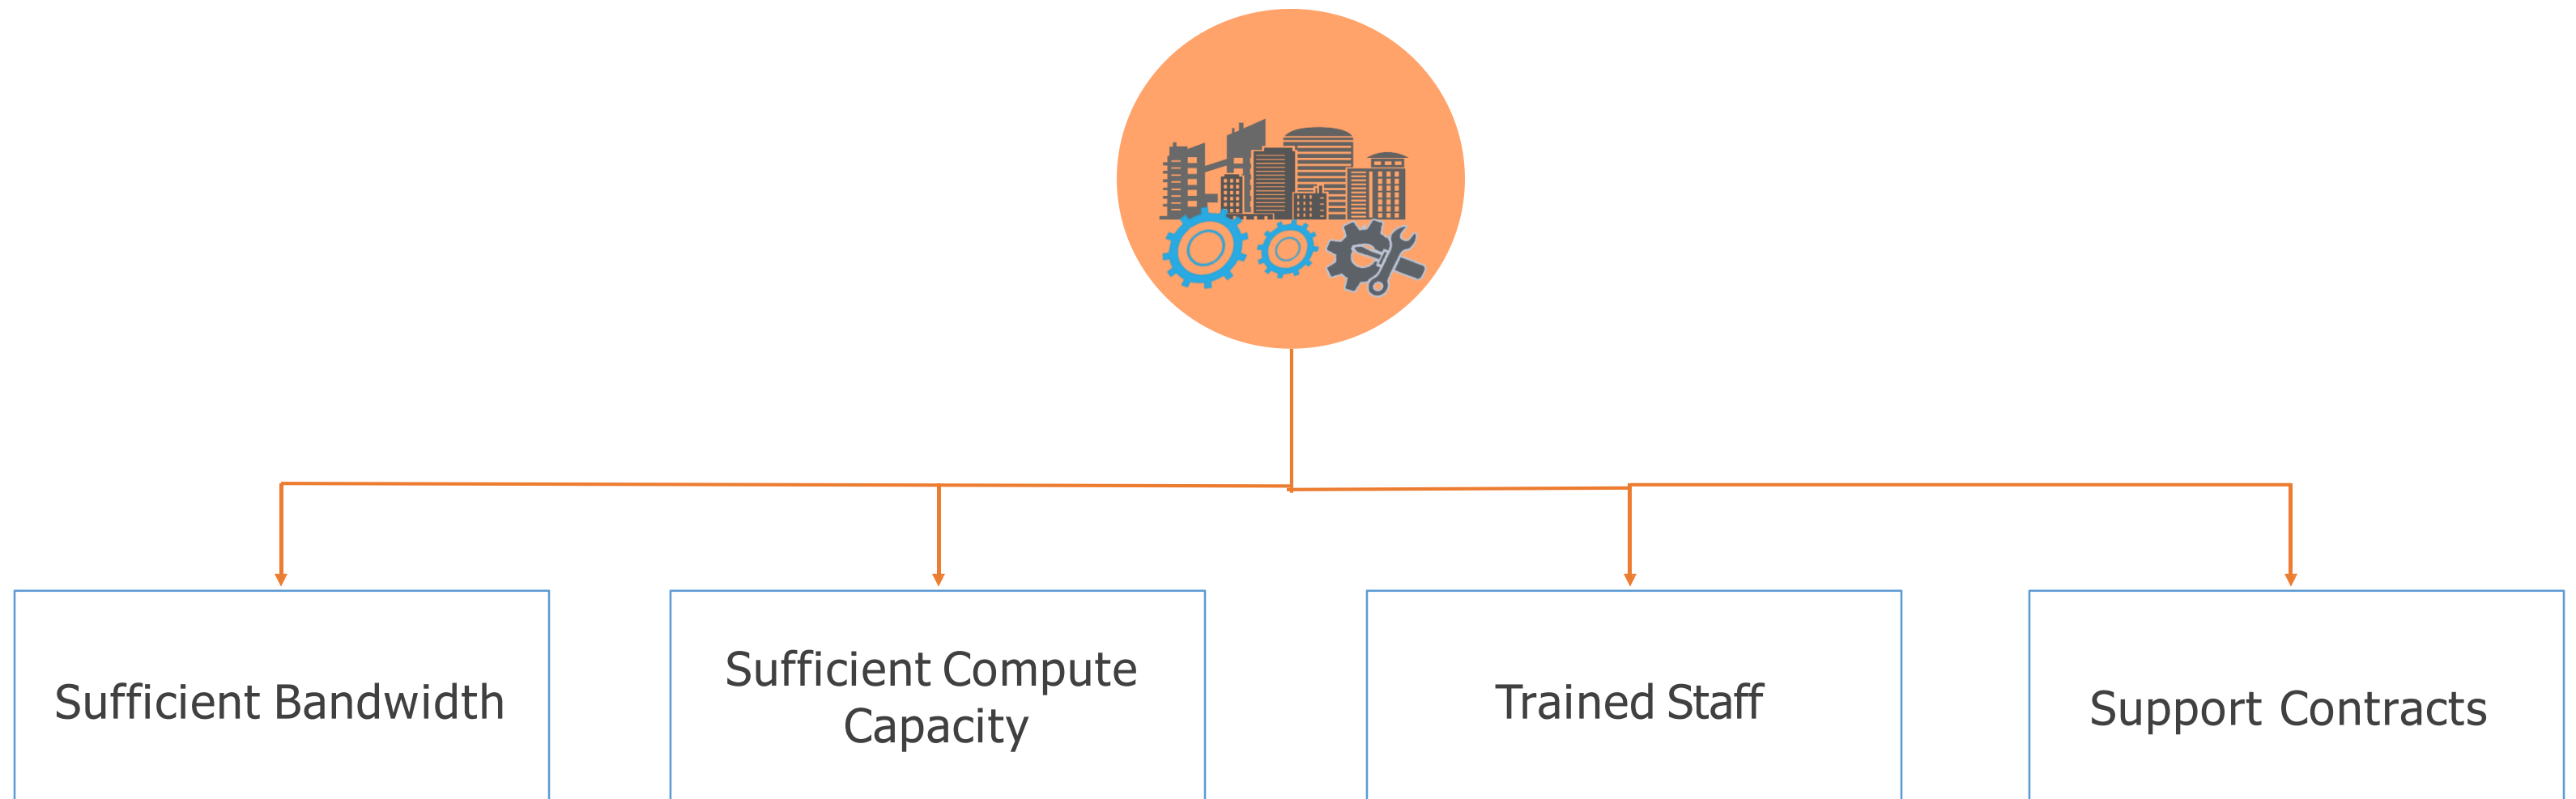 Sufficient Bandwidth
Sufficient Compute
Capacity
Trained Staff
Support Contracts